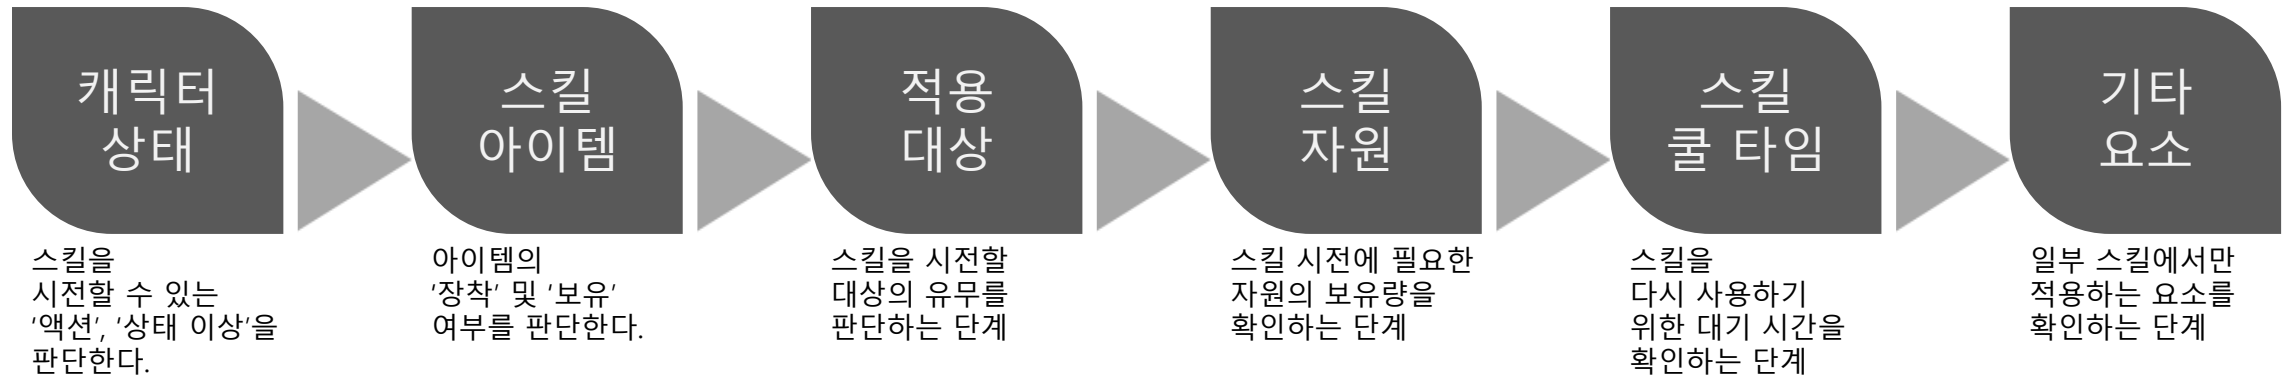 캐릭터
상태
스킬
아이템
적용
대상
스킬
자원
스킬
쿨 타임
기타
요소
스킬을
시전할 수 있는
‘액션’, ‘상태 이상’을
판단한다.
아이템의
‘장착’ 및 ‘보유’
여부를 판단한다.
스킬을 시전할
대상의 유무를
판단하는 단계
스킬 시전에 필요한
자원의 보유량을
확인하는 단계
스킬을
다시 사용하기
위한 대기 시간을
확인하는 단계
일부 스킬에서만
적용하는 요소를
확인하는 단계